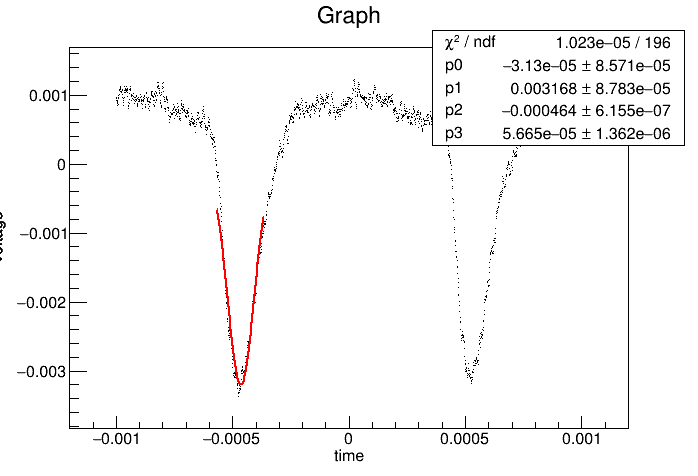 Graph
χ² / ndf 1.023e−05 / 196
p0 −3.13e−05 ± 8.571e−05
p1 0.003168 ± 8.783e−05
p2 −0.000464 ± 6.155e−07
p3 5.665e−05 ± 1.362e−06
0.001
0
−0.001
−0.002
−0.003
−0.001 −0.0005 0 0.0005 0.001
time